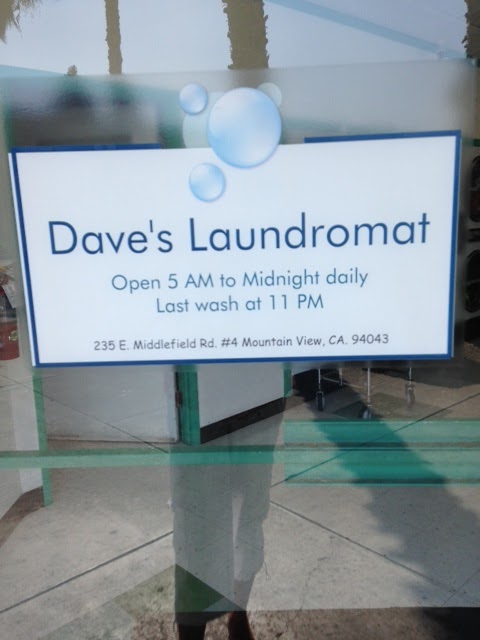 Dave's Laundromat
Open 5 AM to Midnight daily
Last wash at 11 PM
235 E. Middlefield Rd. #4 Mountain View, CA. 94043